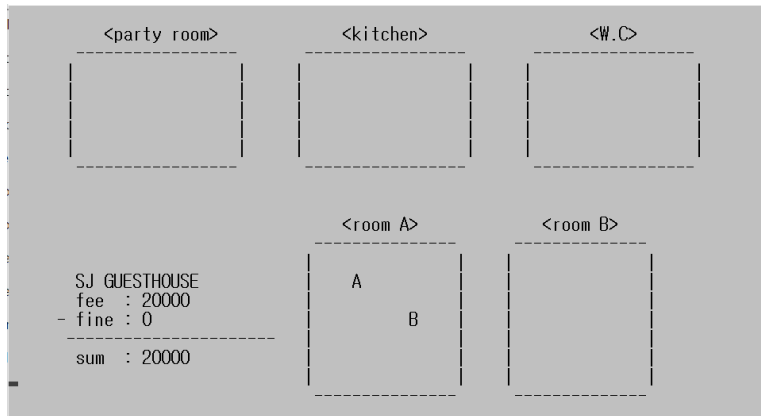 <party room>
<kitchen>
<W.C>
<room A>
<room B>
SJ GUESTHOUSE
fee : 20000
- fine : 0
sum : 20000
A
B